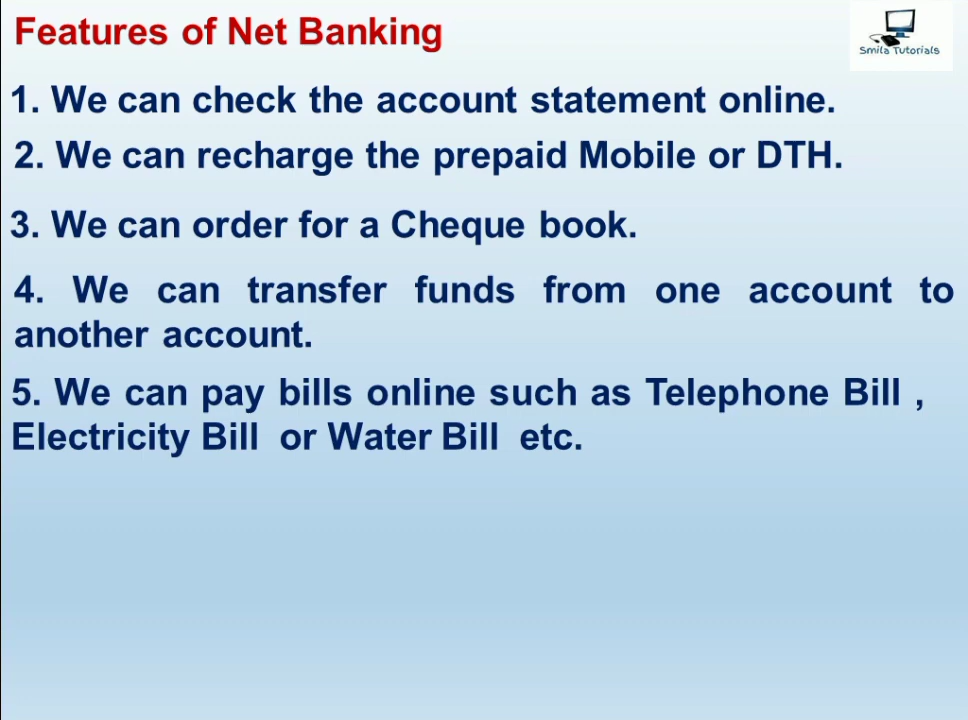 Features of Net Banking
Smila Tutorials
1. We can check the account statement online.
2. We can recharge the prepaid Mobile or DTH.
3. We can order for a Cheque book.
4. We can transfer funds from one account to
another account.
5. We can pay bills online such as Telephone Bill ,
Electricity Bill or Water Bill etc.